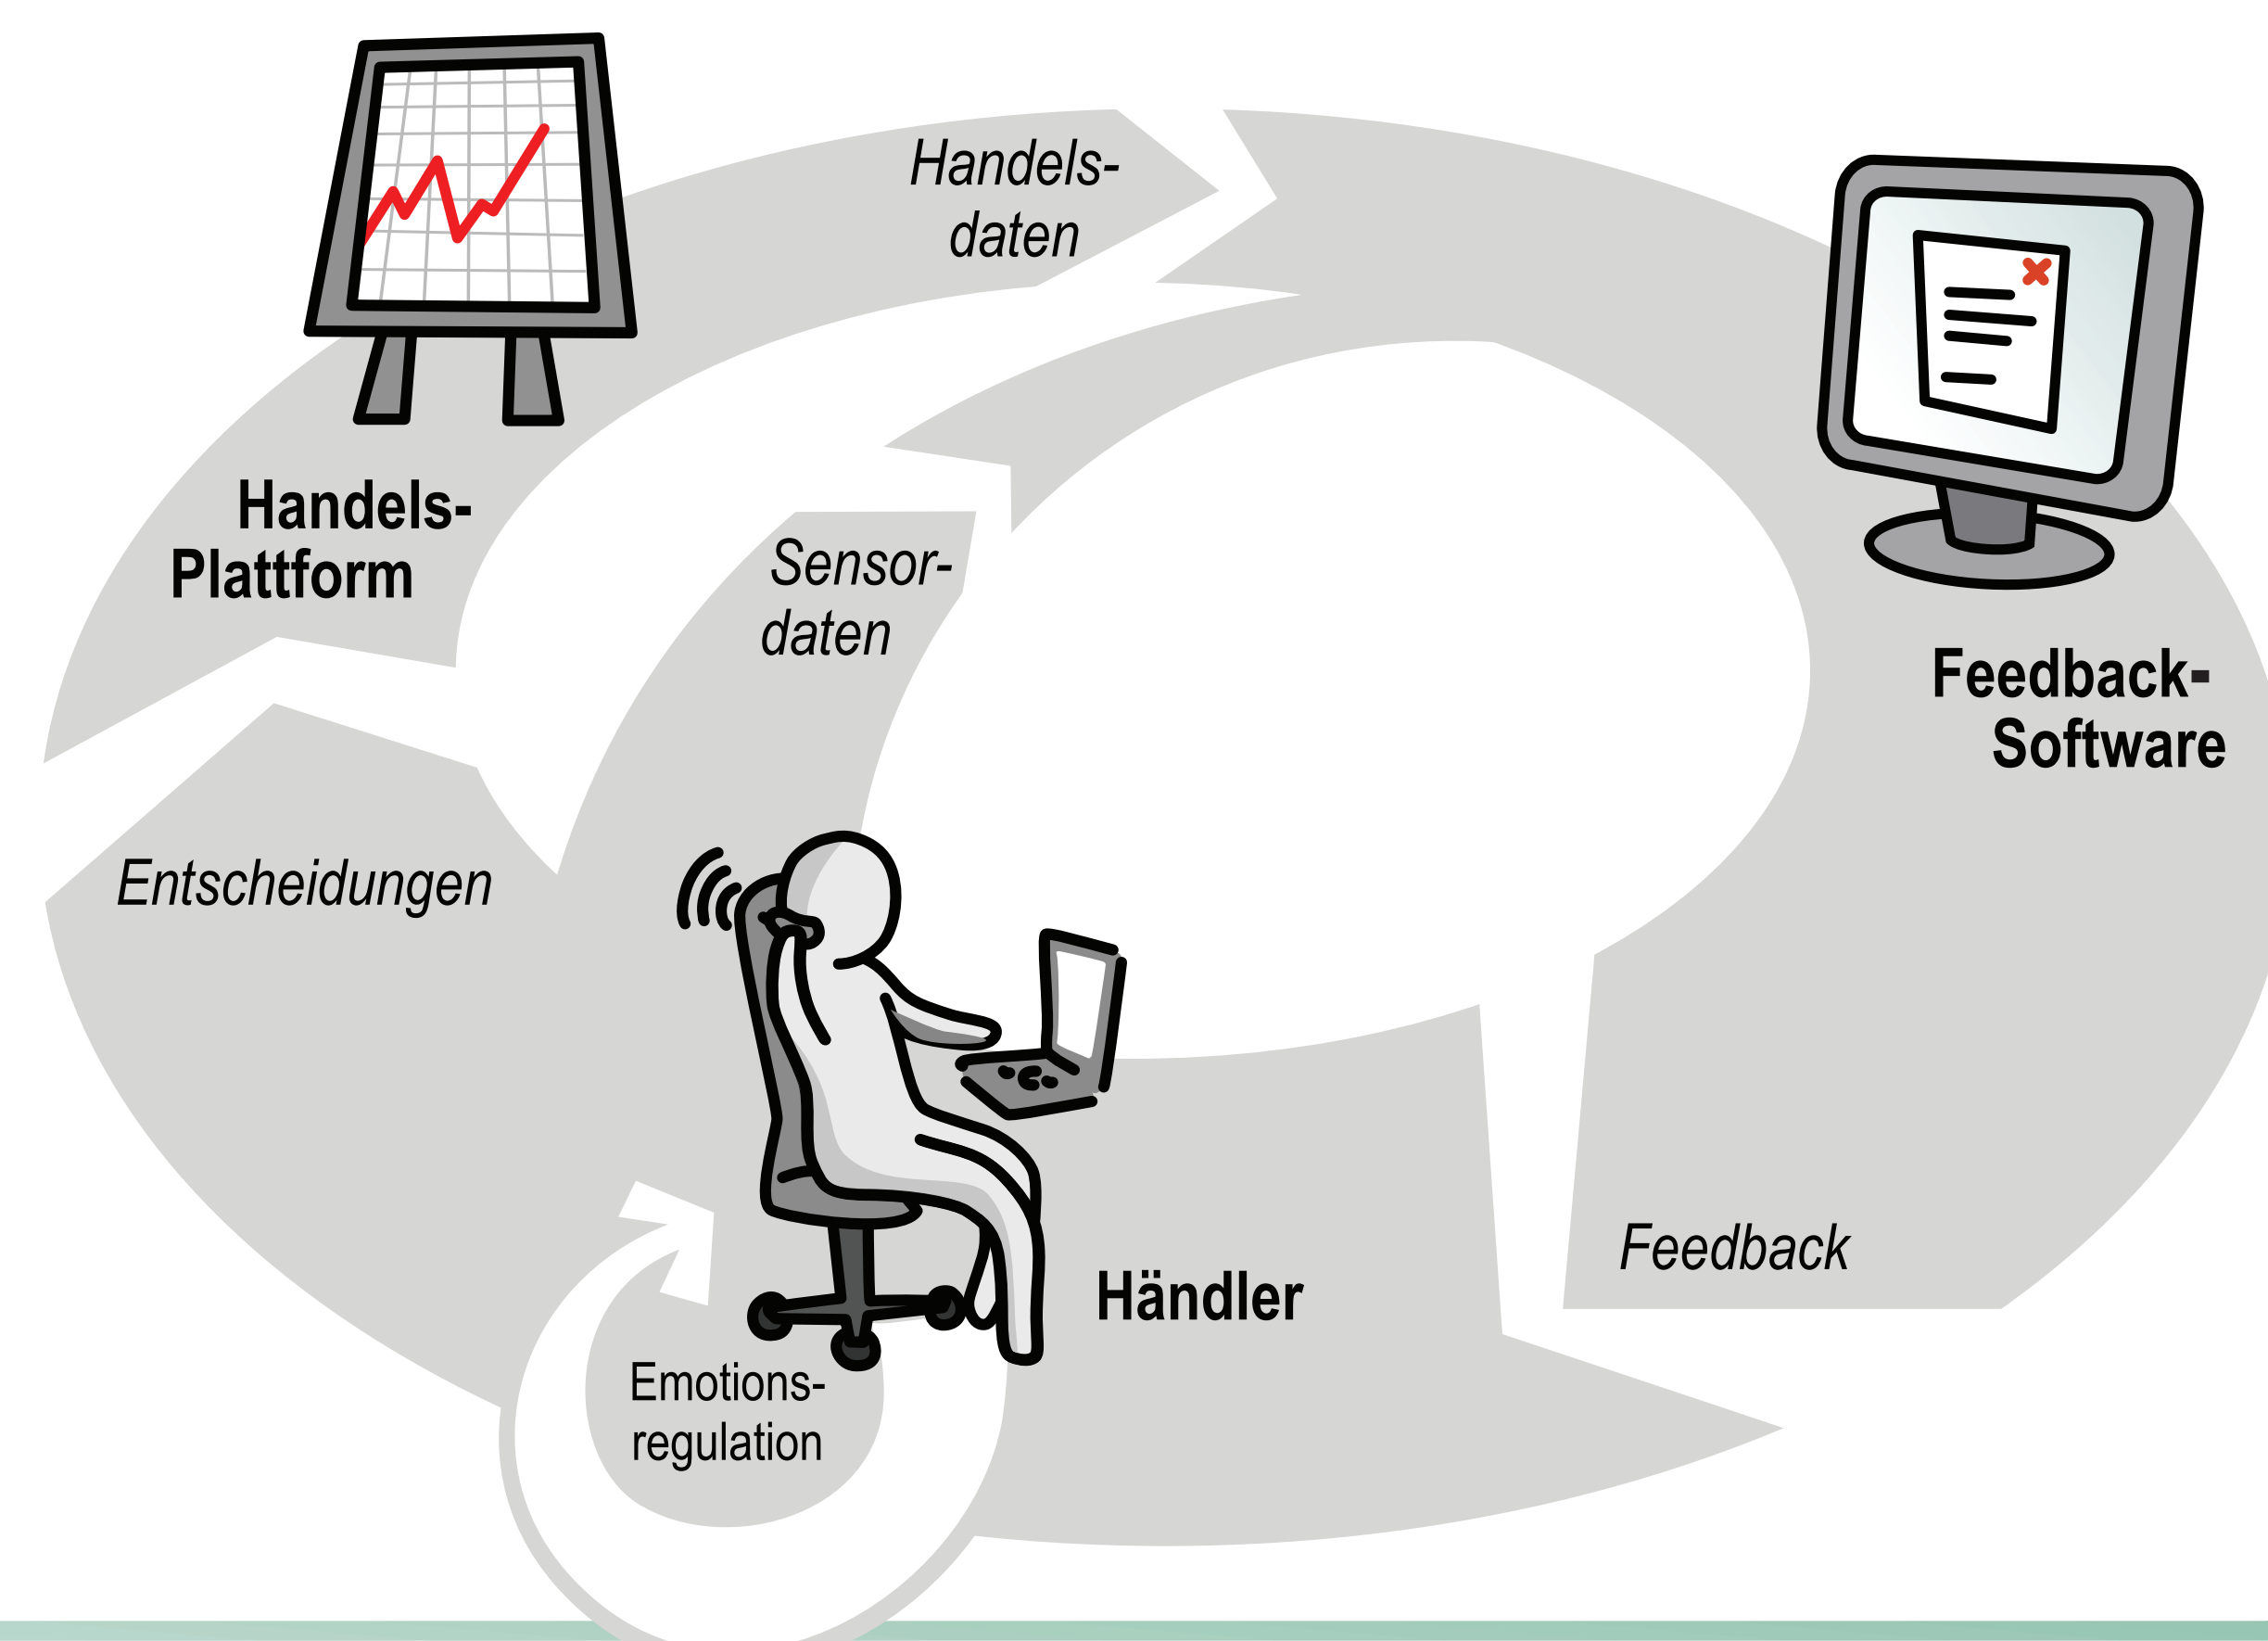 Handels-
daten
Handels-
Plattform
Sensor-
daten
Feedback-
Software
Entscheidungen
Feedback
Händler
Emotions-
regulation